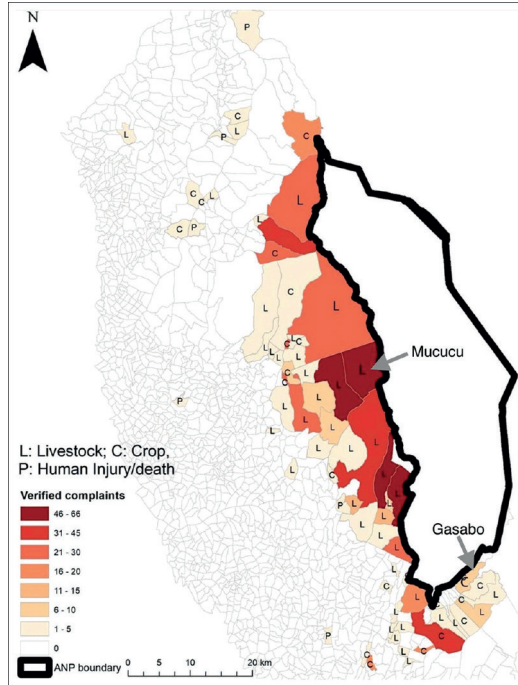 N
P
C
C
L
L
P
C
L
C
L
C
L
C
P
L
C
C
L
L
C
C
L
L
L
C
L
L
Mucucu
C
C
L
L
L
L
L
P
L
L
L
L
L
C
L: Livestock; C: Crop,
P: Human Injury/death
Verified complaints
46 - 66
31 - 45
21 - 30
16 - 20
11 - 15
6 - 10
1 - 5
0
ANP boundary
0
10
20 km
L
L
P
L
L
L
L
L
L
Gasabo
C
C
L
C
L
L
C
C
L
L
L
C
L
C
P
L
C
C
L
C
L